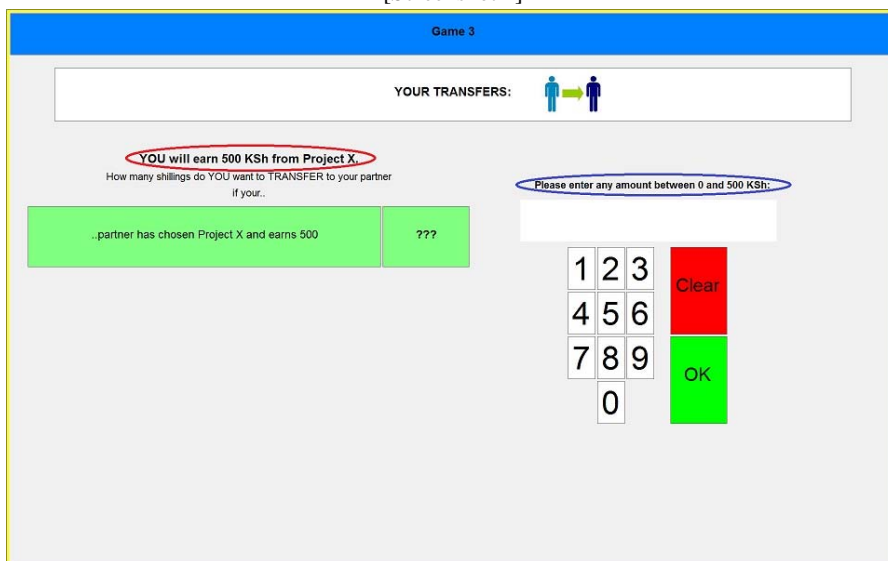 Game 3
YOUR TRANSFERS:
YOU will earn 500 KSh from Project X.
How many shillings do YOU want to TRANSFER to your partner
if your..
..partner has chosen Project X and earns 500
???
Please enter any amount between 0 and 500 KSh:
1 2 3
Clear
4 5 6
7 8 9
OK
0